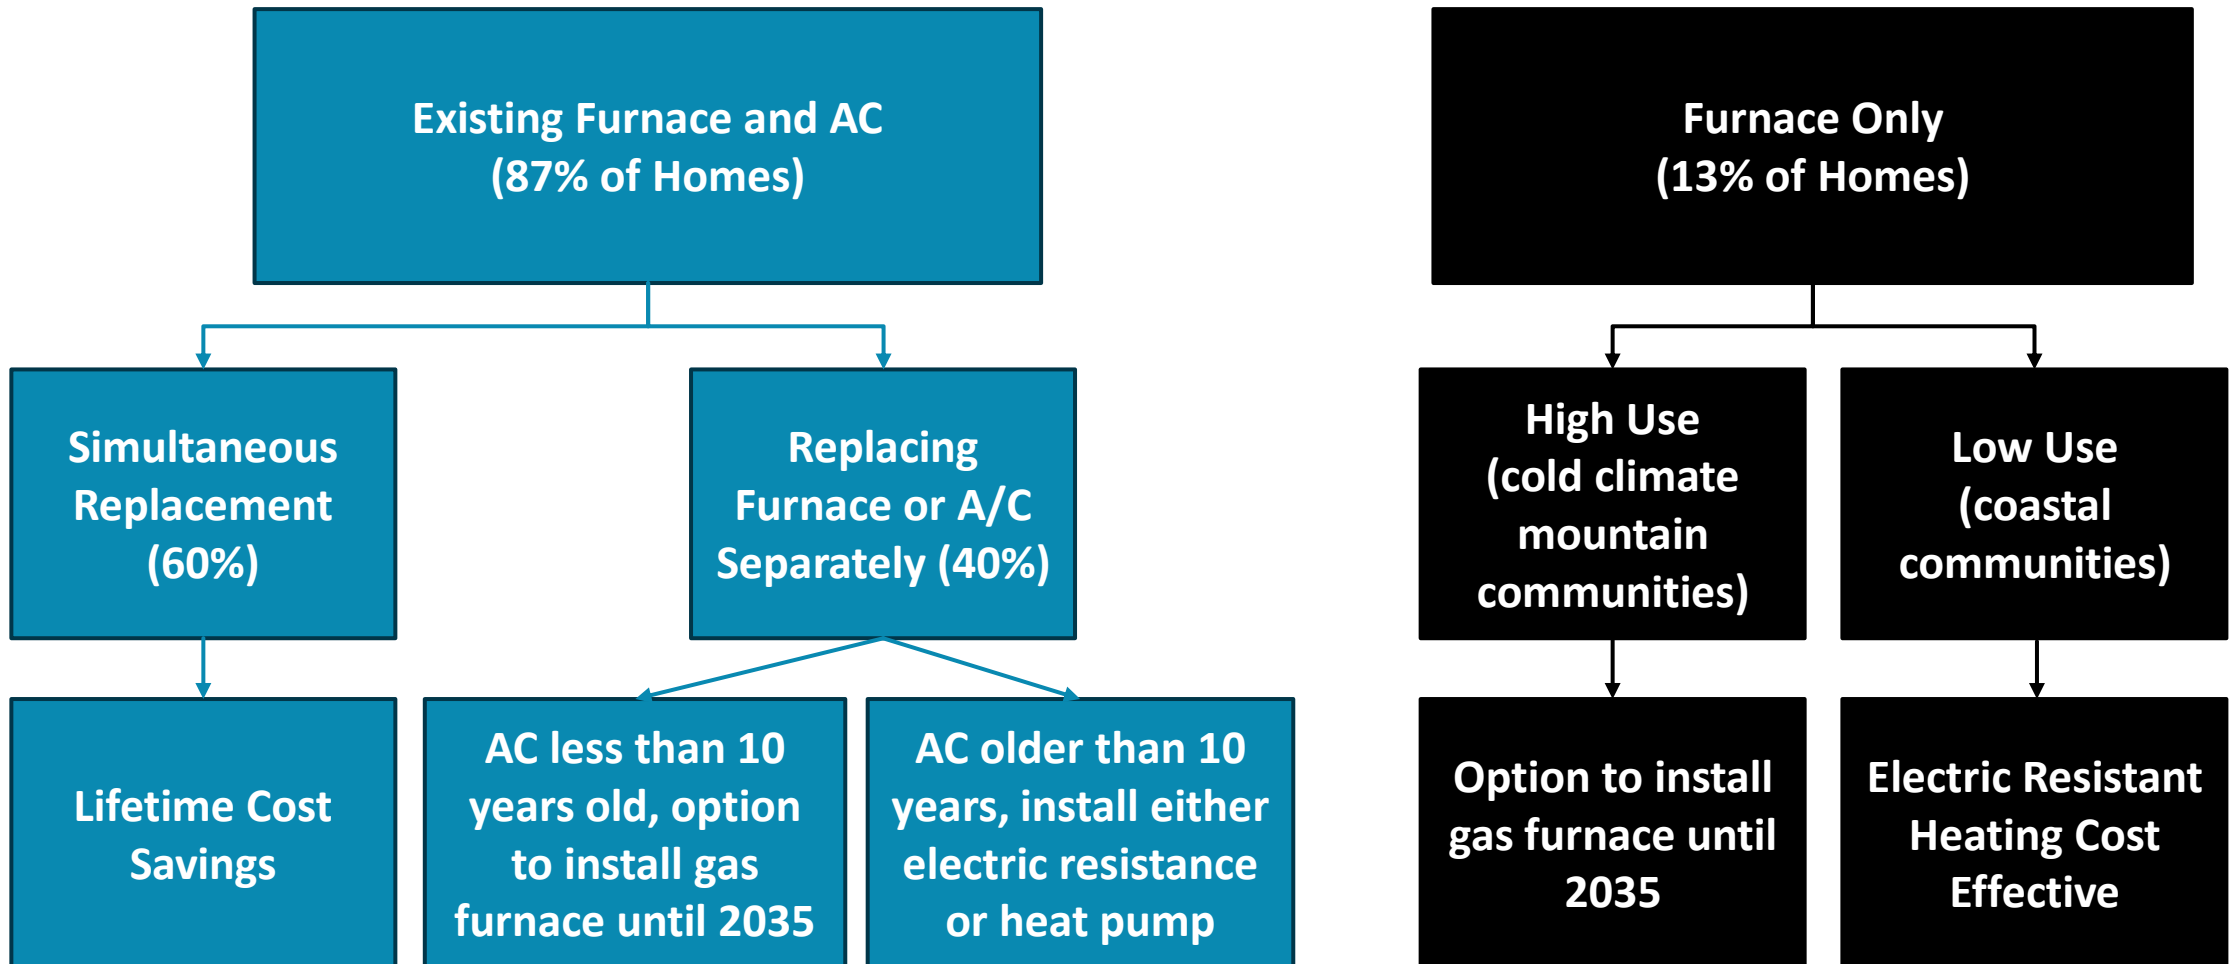 Existing Furnace and AC
(87% of Homes)
Furnace Only
(13% of Homes)
Simultaneous
Replacement
(60%)
Replacing
Furnace or A/C
Separately (40%)
High Use
(cold climate
mountain
communities)
Low Use
(coastal
communities)
Lifetime Cost
Savings
AC less than 10
years old, option
to install gas
furnace until 2035
AC older than 10
years, install either
electric resistance
or heat pump
Option to install
gas furnace until
2035
Electric Resistant
Heating Cost
Effective